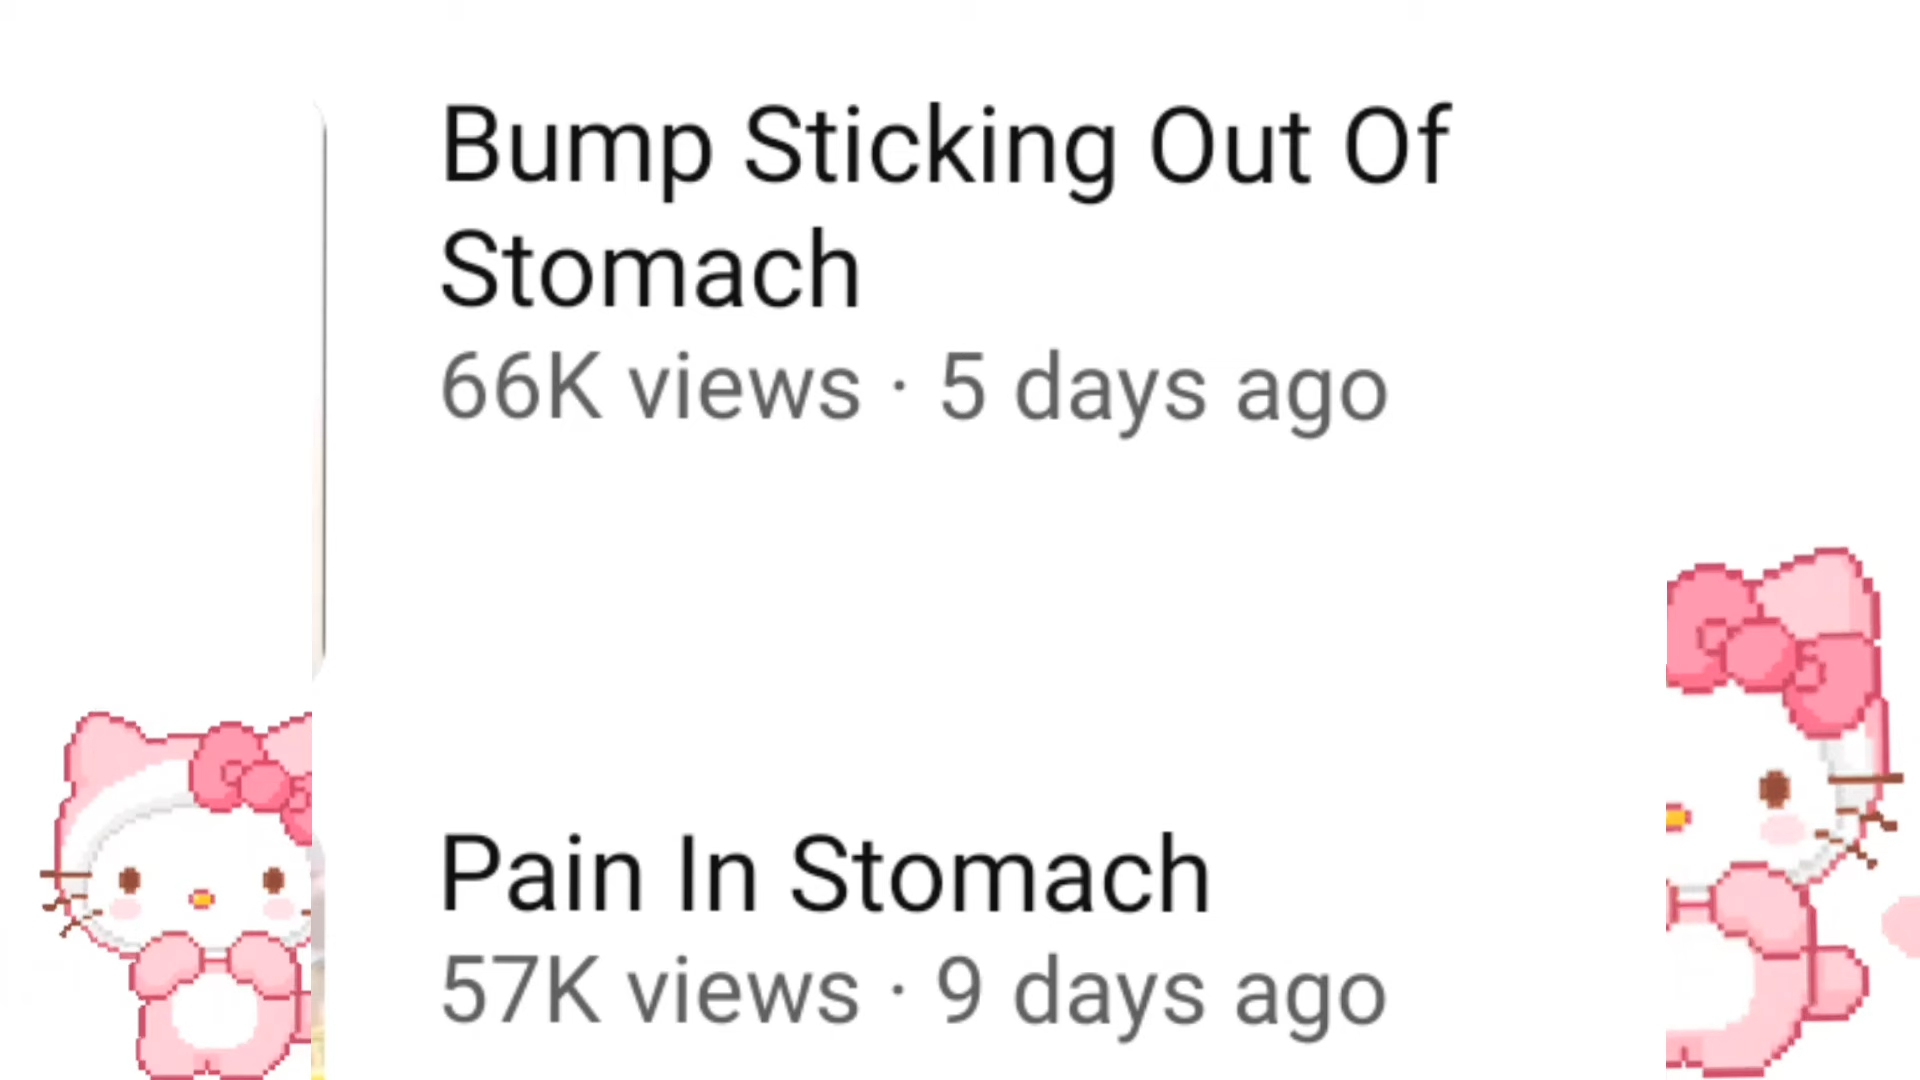 Bump Sticking Out Of
Stomach
66K views · 5 days ago
Pain In Stomach
57K views · 9 days ago